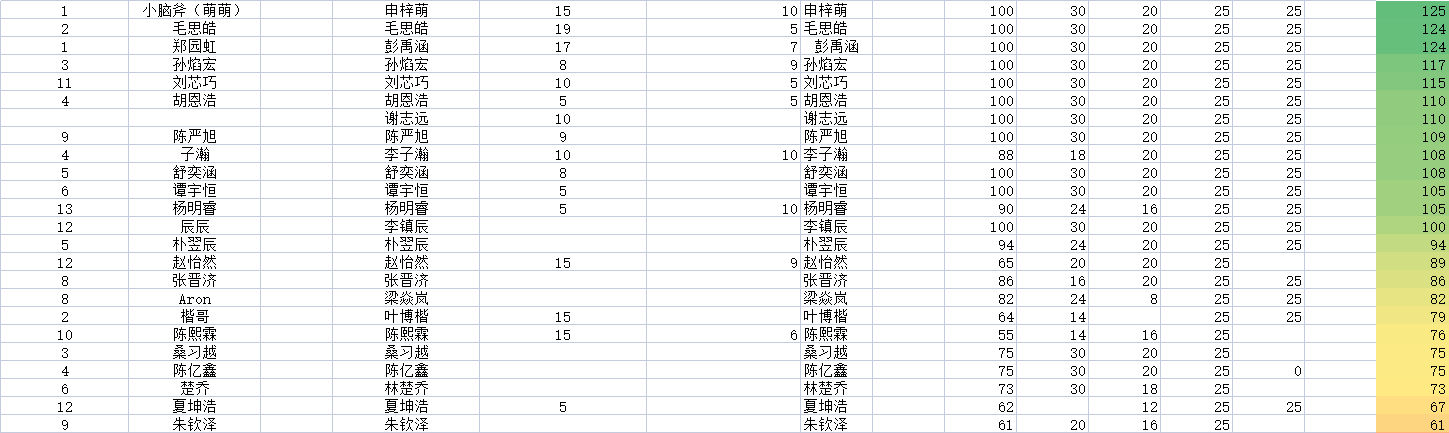 1 小脑斧（萌萌） 申梓萌 15 10 申梓萌 100 30 20 25 25 125
2 毛思皓 毛思皓 19 5 毛思皓 100 30 20 25 25 124
1 郑园虹 彭禹涵 17 7 彭禹涵 100 30 20 25 25 124
3 孙焰宏 孙焰宏 8 9 孙焰宏 100 30 20 25 25 117
11 刘芯巧 刘芯巧 10 5 刘芯巧 100 30 20 25 25 115
4 胡恩浩 胡恩浩 5 5 胡恩浩 100 30 20 25 25 110
谢志远 10 谢志远 100 30 20 25 25 110
9 陈严旭 陈严旭 9 陈严旭 100 30 20 25 25 109
4 子瀚 李子瀚 10 10 李子瀚 88 18 20 25 25 108
5 舒奕涵 舒奕涵 8 舒奕涵 100 30 20 25 25 108
6 谭宇恒 谭宇恒 5 谭宇恒 100 30 20 25 25 105
13 杨明睿 杨明睿 5 10 杨明睿 90 24 16 25 25 105
12 辰辰 李镇辰 李镇辰 100 30 20 25 25 100
5 朴翌辰 朴翌辰 朴翌辰 94 24 20 25 25 94
12 赵怡然 赵怡然 15 9 赵怡然 65 20 20 25 89
8 张晋济 张晋济 张晋济 86 16 20 25 25 86
8 Aron 梁焱岚 梁焱岚 82 24 8 25 25 82
2 楷哥 叶博楷 15 叶博楷 64 14 25 25 79
10 陈熙霖 陈熙霖 15 6 陈熙霖 55 14 16 25 76
3 桑习越 桑习越 桑习越 75 30 20 25 75
4 陈亿鑫 陈亿鑫 陈亿鑫 75 30 20 25 0 75
6 楚乔 林楚乔 林楚乔 73 30 18 25 73
12 夏坤浩 夏坤浩 5 夏坤浩 62 12 25 25 67
9 朱钦泽 朱钦泽 朱钦泽 61 20 16 25 61